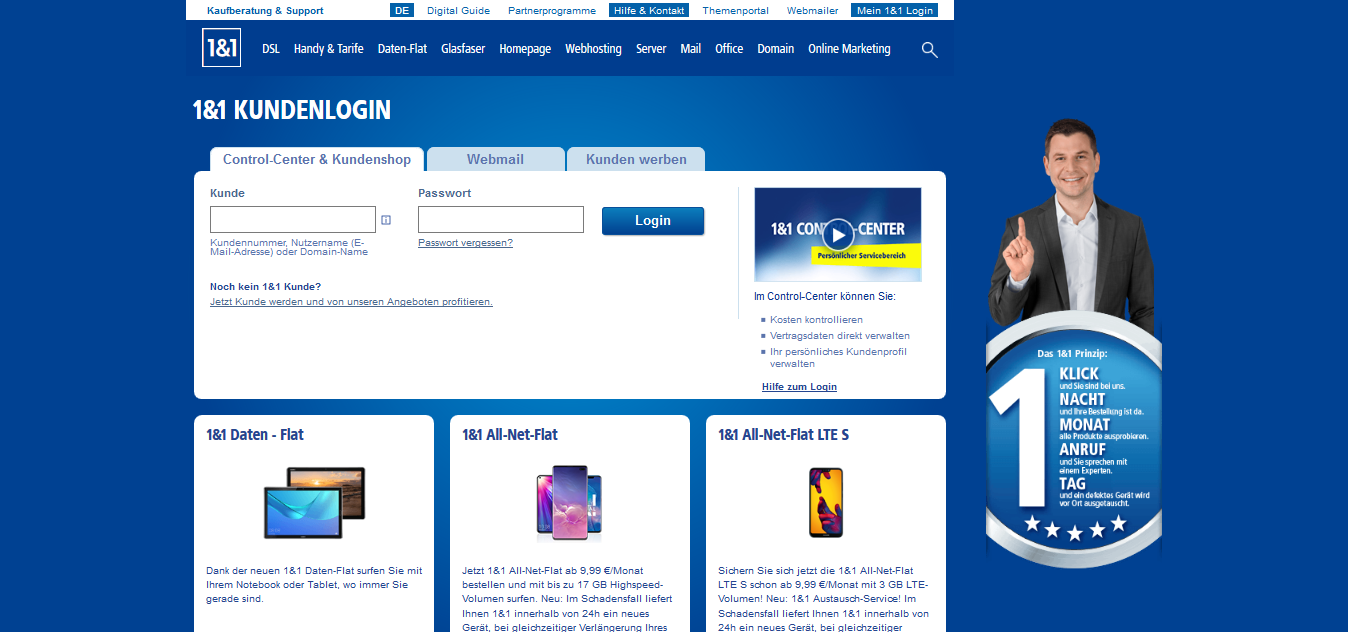 Kaufberatung & Support
DE Digital Guide Partnerprogramme Hilfe & Kontakt Themenportal Webmailer Mein 1&1 Login
1&1 DSL Handy & Tarife Daten-Flat Glasfaser Homepage Webhosting Server Mail Office Domain Online Marketing
1&1 KUNDENLOGIN
Control-Center & Kundenshop Webmail Kunden werben
Kunde
Kundennummer, Nutzername (E-
Mail-Adresse) oder Domain-Name
Passwort
Passwort vergessen?
Login
Noch kein 1&1 Kunde?
Jetzt Kunde werden und von unseren Angeboten profitieren.
-CENTER
Persönlicher Servicebereich
Im Control-Center können Sie:
Kosten kontrollieren
Vertragsdaten direkt verwalten
Ihr persönliches Kundenprofil
verwalten
Hilfe zum Login
Das 1&1 Prinzip:
1
KLICK
und Sie sind bei uns.
NACHT
und Ihre Bestellung ist da.
MONAT
alle Produkte ausprobieren.
ANRUF
und Sie sprechen mit
einem Experten.
TAG
und ein defektes Gerät wird
vor Ort ausgetauscht.
1&1 Daten - Flat
Dank der neuen 1&1 Daten-Flat surfen Sie mit
Ihrem Notebook oder Tablet, wo immer Sie
gerade sind.
1&1 All-Net-Flat
Jetzt 1&1 All-Net-Flat ab 9,99 €/Monat
bestellen und mit bis zu 17 GB Highspeed-
Volumen surfen. Neu: Im Schadensfall liefert
Ihnen 1&1 innerhalb von 24h ein neues
Gerät, bei gleichzeitiger Verlängerung Ihres
1&1 All-Net-Flat LTE S
Sichern Sie sich jetzt die 1&1 All-Net-Flat
LTE S schon ab 9,99 €/Monat mit 3 GB LTE-
Volumen! Neu: 1&1 Austausch-Service! Im
Schadensfall liefert Ihnen 1&1 innerhalb von
24h ein neues Gerät, bei gleichzeitiger